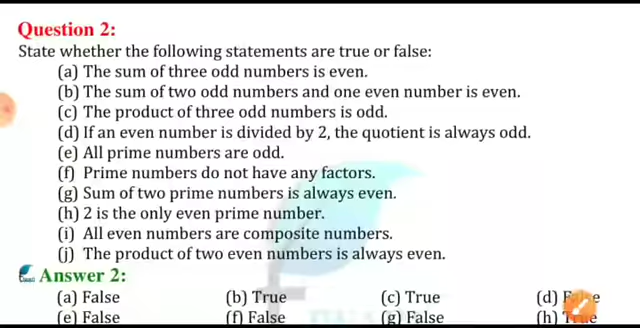 Question 2:
State whether the following statements are true or false:
(a) The sum of three odd numbers is even.
(b) The sum of two odd numbers and one even number is even.
(c) The product of three odd numbers is odd.
(d) If an even number is divided by 2, the quotient is always odd.
(e) All prime numbers are odd.
(f) Prime numbers do not have any factors.
(g) Sum of two prime numbers is always even.
(h) 2 is the only even prime number.
(i) All even numbers are composite numbers.
(j) The product of two even numbers is always even.
Answer 2:
(a) False (b) True (c) True (d) False
(e) False (f) False (g) False (h) True